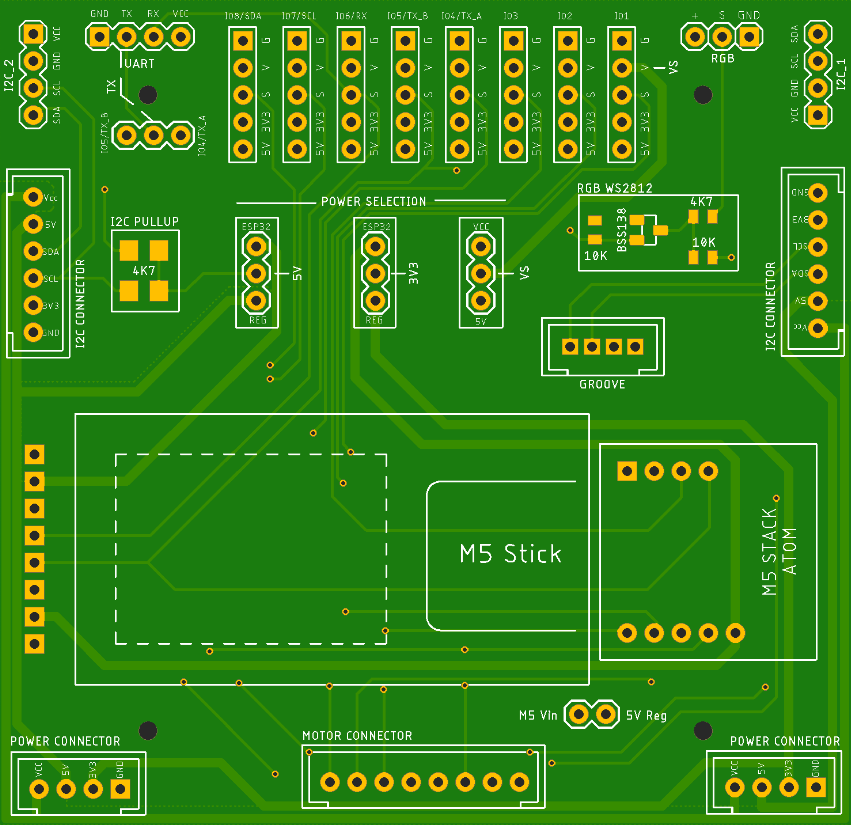 IO8/SDA IO7/SCL IO6/RX IO5/TX_B IO4/TX_A IO3 IO2 IO1
GND TX RX VCC
+ S GND
I2C_2
VCC
GND
SCL
SDA
UART
TX
IO5/TX_B
IO4/TX_A
G G G G G G G G
V V V V V V V V
S S S S S S S S
3V3 3V3 3V3 3V3 3V3 3V3 3V3 3V3
5V 5V 5V 5V 5V 5V 5V 5V
VS
RGB
SDA
SCL
GND
VCC
I2C_1
POWER SELECTION
RGB WS2812
Vcc
5V
SDA
SCL
3V3
GND
I2C CONNECTOR
I2C PULLUP
4K7
ESP32
5V
REG
ESP32
3V3
REG
VCC
VS
5V
BSS138
4K7
10K
10K
I2C CONNECTOR
GND
3V3
SCL
SDA
5V
Vcc
GROOVE
M5 Stick
M5 STACK
ATOM
M5 VIn
5V Reg
POWER CONNECTOR
VCC
5V
3V3
GND
MOTOR CONNECTOR
POWER CONNECTOR
VCC
5V
3V3
GND